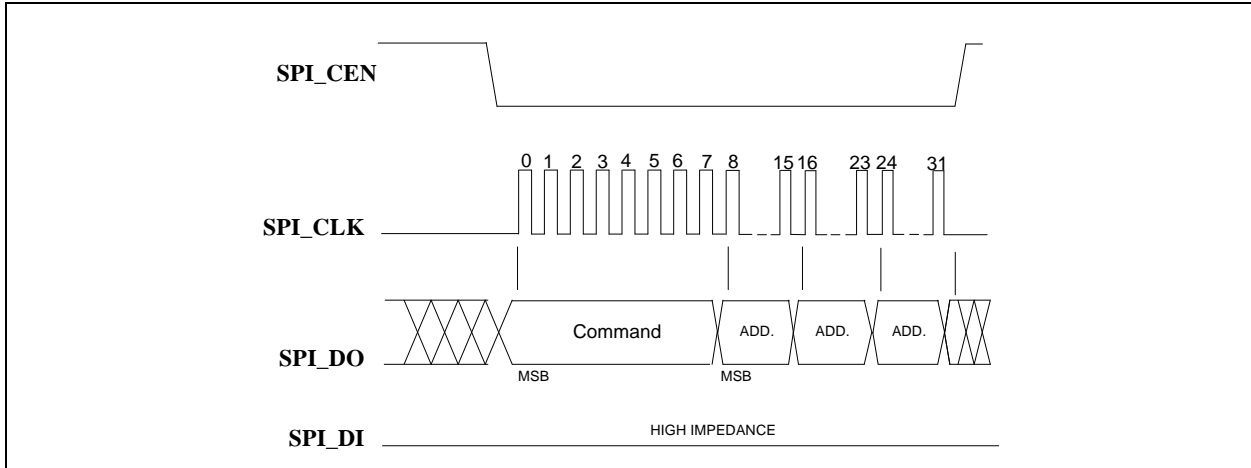 SPI_CEN
0 1 2 3 4 5 6 7 8 15 16 23 24 31
SPI_CLK
Command ADD. ADD. ADD.
SPI_DO
MSB MSB
HIGH IMPEDANCE
SPI_DI